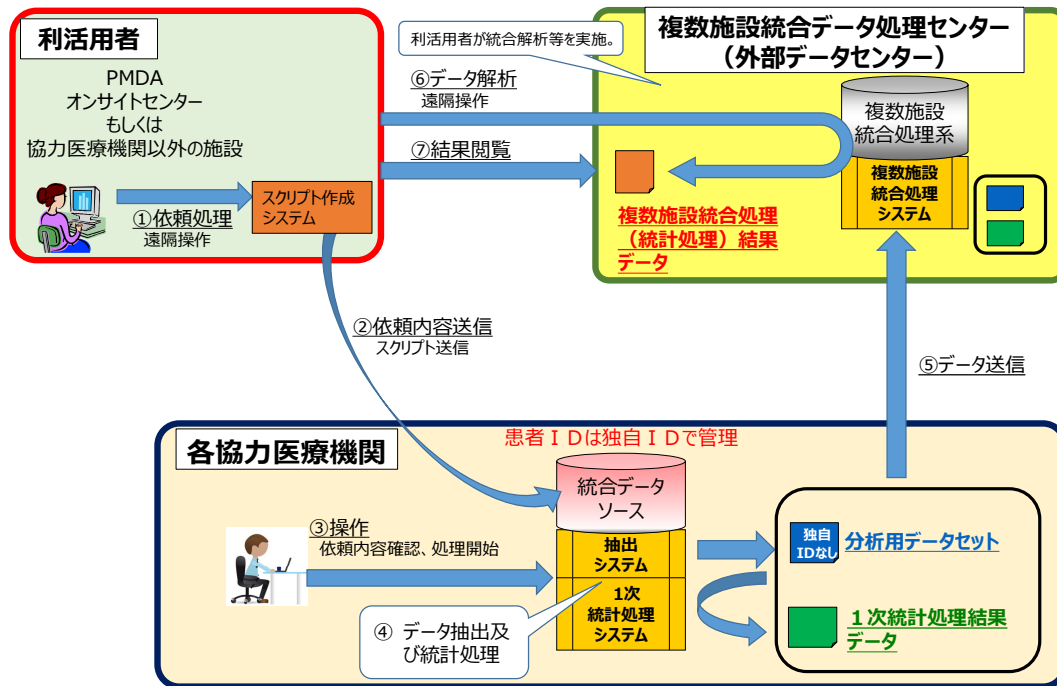 利活用者
PMDA
オンサイトセンター
もしくは
協力医療機関以外の施設
①依頼処理
遠隔操作
スクリプト作成
システム
利活用者が統合解析等を実施。
⑥データ解析
遠隔操作
⑦結果閲覧
複数施設統合データ処理センター
（外部データセンター）
複数施設
統合処理系
複数施設
統合処理
システム
複数施設統合処理
（統計処理）結果
データ
②依頼内容送信
スクリプト送信
⑤データ送信
各協力医療機関
患者ＩＤは独自ＩＤで管理
統合データ
ソース
③操作
依頼内容確認、処理開始
抽出
システム
1次
統計処理
システム
④ データ抽出及
び統計処理
独自
IDなし
分析用データセット
１次統計処理結果
データ